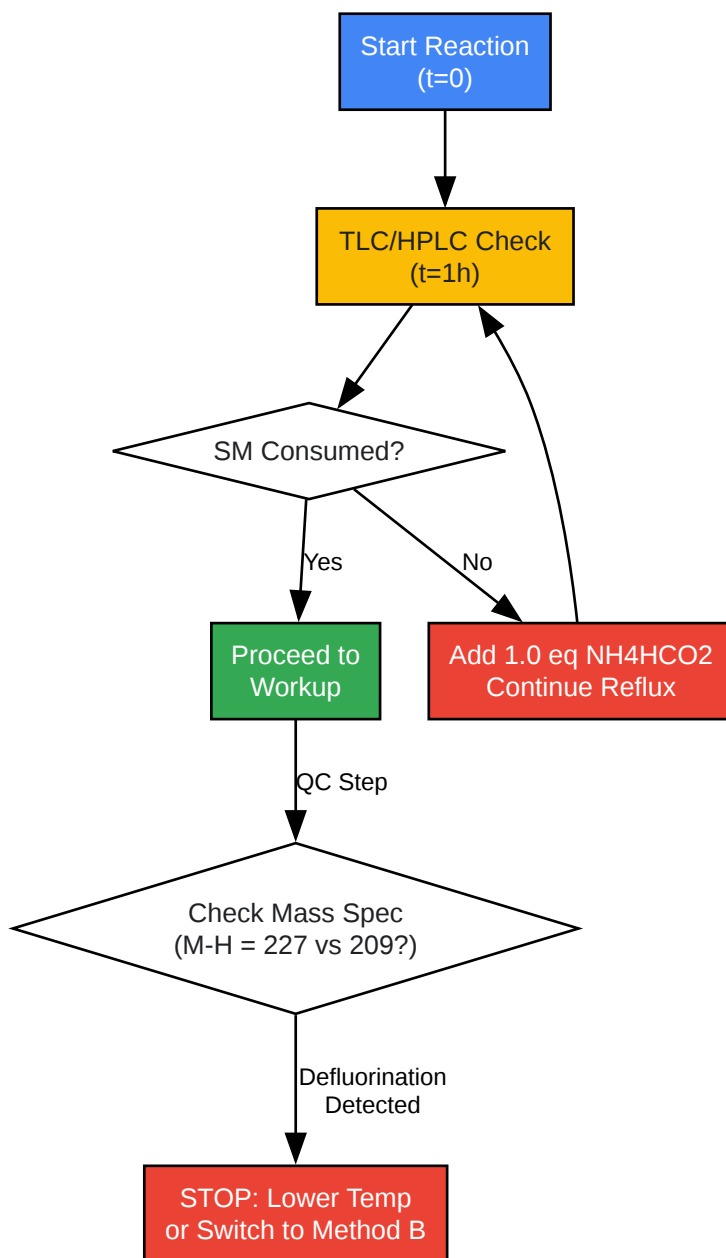 Start Reaction
(t=0)
TLC/HPLC Check
(t=1h)
SM Consumed?
Yes
No
Proceed to
Workup
Add 1.0 eq NH4HCO2
Continue Reflux
QC Step
Check Mass Spec
(M-H = 227 vs 209?)
Defluorination
Detected
STOP: Lower Temp
or Switch to Method B